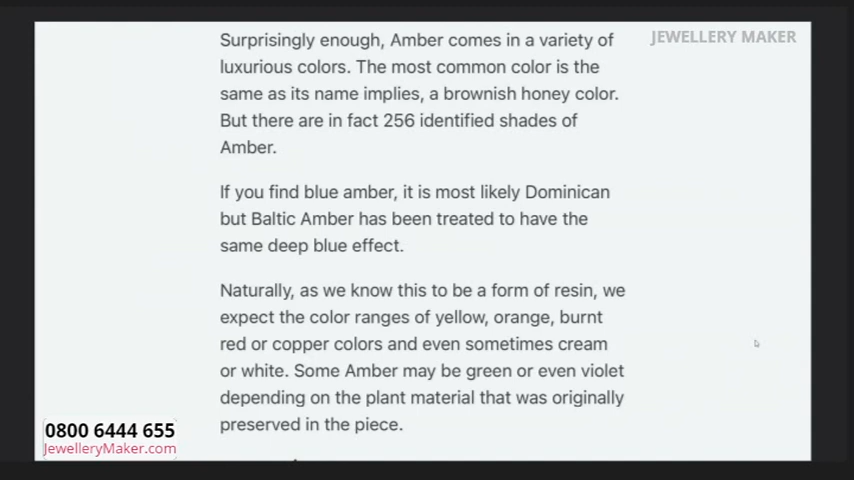 JEWELLERY MAKER
Surprisingly enough, Amber comes in a variety of
luxurious colors. The most common color is the
same as its name implies, a brownish honey color.
But there are in fact 256 identified shades of
Amber.
If you find blue amber, it is most likely Dominican
but Baltic Amber has been treated to have the
same deep blue effect.
Naturally, as we know this to be a form of resin, we
expect the color ranges of yellow, orange, burnt
red or copper colors and even sometimes cream
or white. Some Amber may be green or even violet
depending on the plant material that was originally
preserved in the piece.
0800 6444 655
JewelleryMaker.com